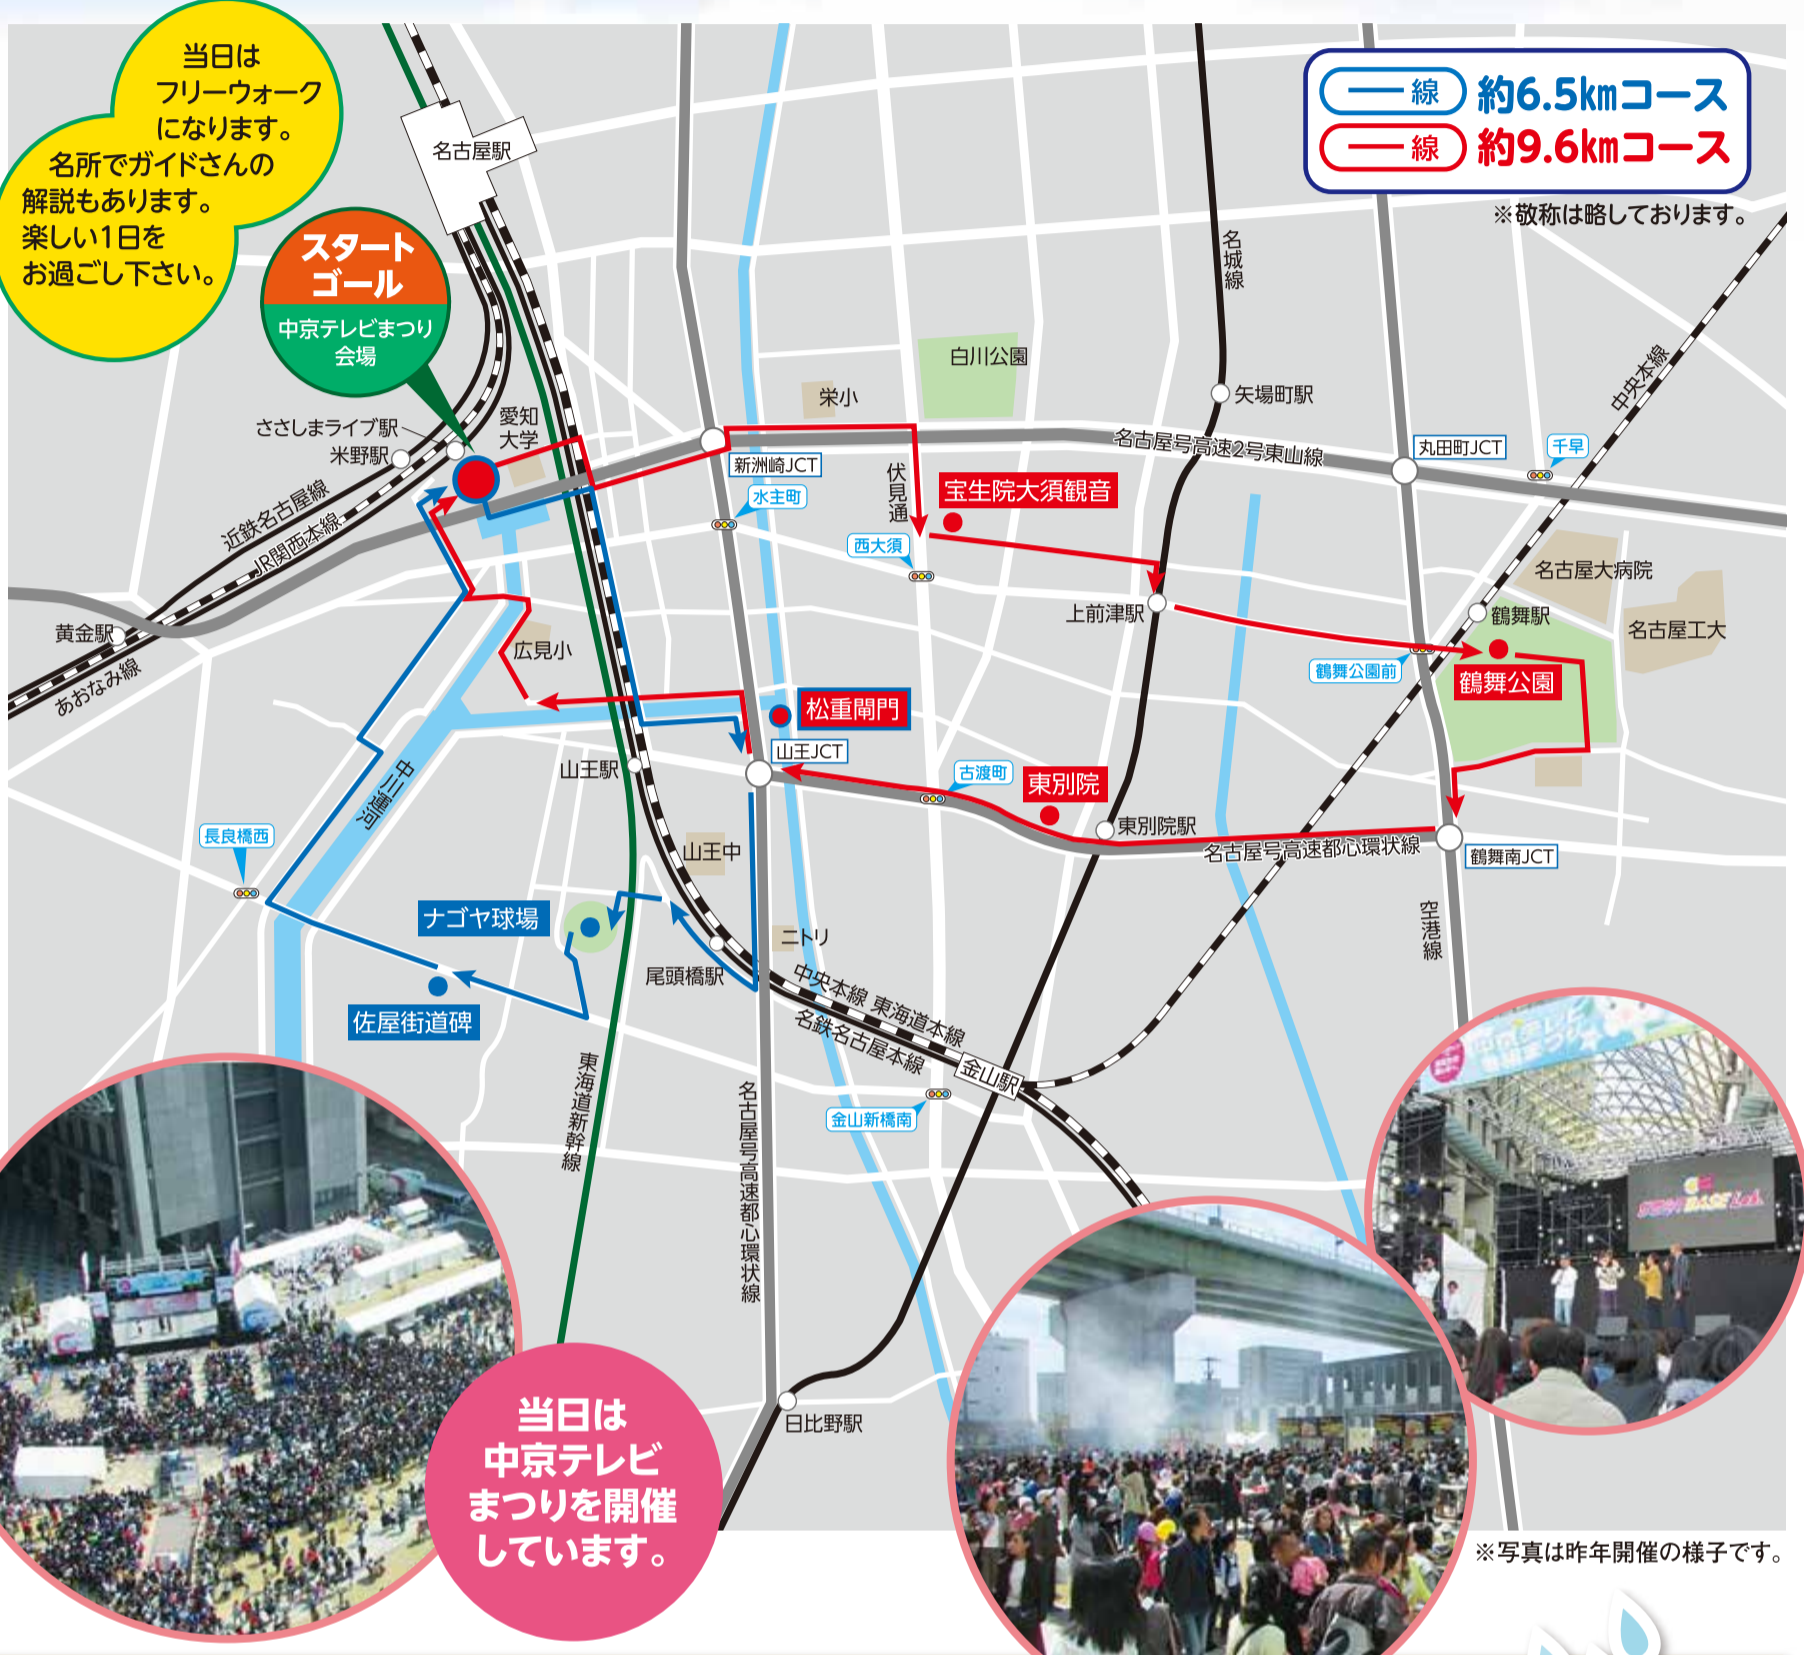 当日は
フリーウォーク
になります。
名所でガイドさんの
解説もあります。
楽しい1日を
お過ごし下さい。
名古屋駅
線 約6.5kmコース
線 約9.6kmコース
※敬称は略しております。
スタート
ゴール
中京テレビまつり
会場
名城線
中央本線
白川公園
栄小
矢場町駅
愛知
大学
ささしまライブ駅
米野駅
名古屋号高速2号東山線
丸田町JCT
千早
新洲崎JCT
水主町
伏見通
宝生院大須観音
近鉄名古屋線
JR関西本線
西大須
名古屋大病院
上前津駅
鶴舞駅
名古屋工大
黄金駅
あおなみ線
広見小
鶴舞公園前
鶴舞公園
松重閘門
山王JCT
山王駅
古渡町
東別院
中川運河
長良橋西
東別院駅
山王中
名古屋号高速都心環状線
鶴舞南JCT
ナゴヤ球場
ニトリ
空港線
尾頭橋駅
中央本線 東海道本線
名鉄名古屋本線
佐屋街道碑
金山駅
東海道新幹線
名古屋号高速都心環状線
金山新橋南
日比野駅
当日は
中京テレビ
まつりを開催
しています。
※写真は昨年開催の様子です。